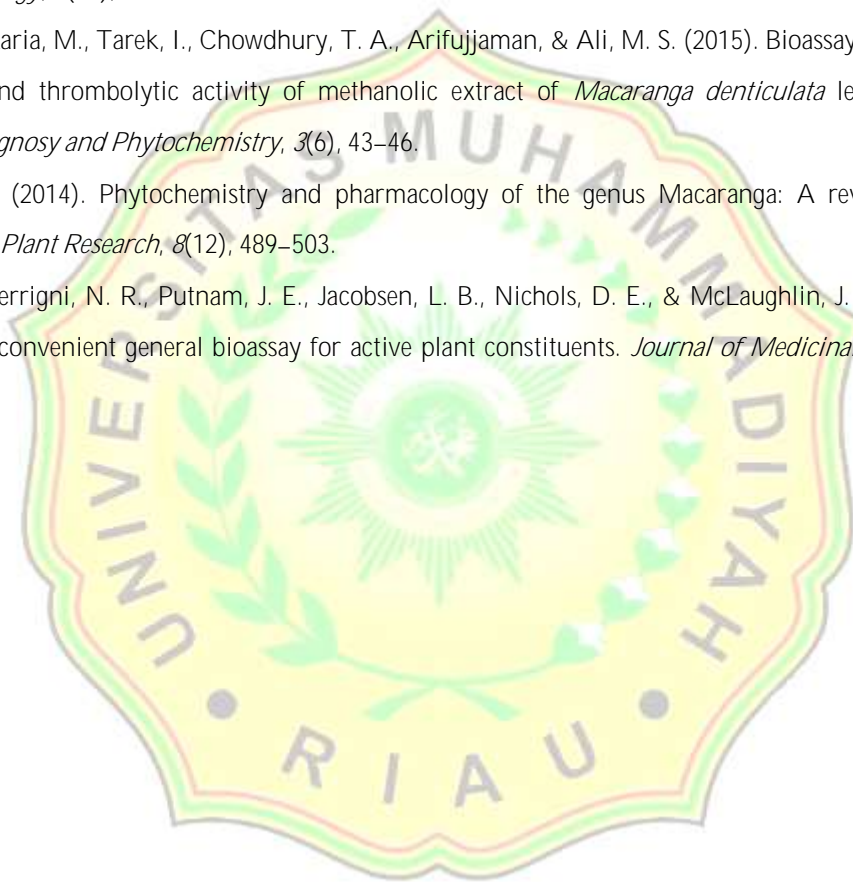 aria, M., Tarek, I., Chowdhury, T. A., Arifujjaman, & Ali, M. S. (2015). Bioassay
nd thrombolytic activity of methanolic extract of Macaranga denticulata le
gnosy and Phytochemistry, 3(6), 43–46.
(2014). Phytochemistry and pharmacology of the genus Macaranga: A rev
Plant Research, 8(12), 489–503.
errigni, N. R., Putnam, J. E., Jacobsen, L. B., Nichols, D. E., & McLaughlin, J.
convenient general bioassay for active plant constituents. Journal of Medicinal
UNIVERSITAS MUHAMMADIYAH
RIAU